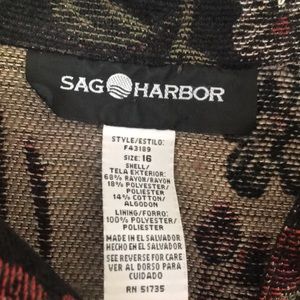 SAG HARBOR
STYLE/ESTILO:
F43189
SIZE: 16
SHELL/
TELA EXTERIOR:
68% RAYON/RAYON
18% POLYESTER/
POLIESTER
14% COTTON/
ALGODON
LINING/FORRO:
100% POLYESTER/
POLIESTER
MADE IN EL SALVADOR
HECHO EN EL SALVADOR
SEE REVERSE FOR CARE
VER AL DORSO PARA
CUIDADO
RN 51735